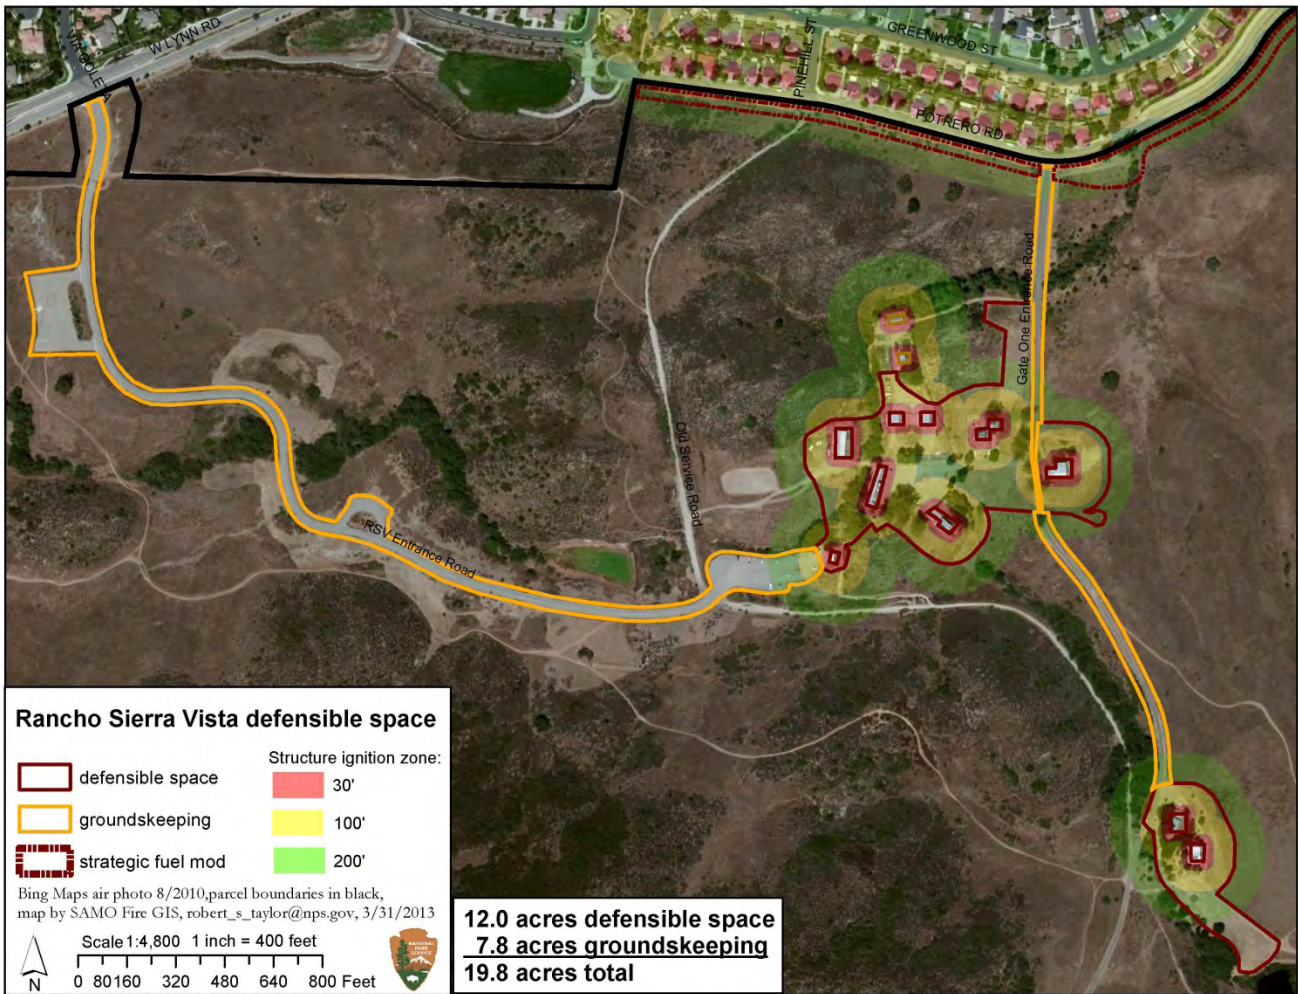 W LYNN RD
VIA GOLETA
PINEHILL ST
GREENWOOD ST
POTRERO RD
Gate One Entrance Road
Old Service Road
RSV Entrance Road
Rancho Sierra Vista defensible space
defensible space
groundskeeping
strategic fuel mod
Structure ignition zone:
30'
100'
200'
Bing Maps air photo 8/2010,parcel boundaries in black,
map by SAMO Fire GIS, robert_s_taylor@nps.gov, 3/31/2013
Scale 1:4,800 1 inch = 400 feet
0 80 160 320 480 640 800 Feet
N
NATIONAL
PARK
SERVICE
12.0 acres defensible space
7.8 acres groundskeeping
19.8 acres total